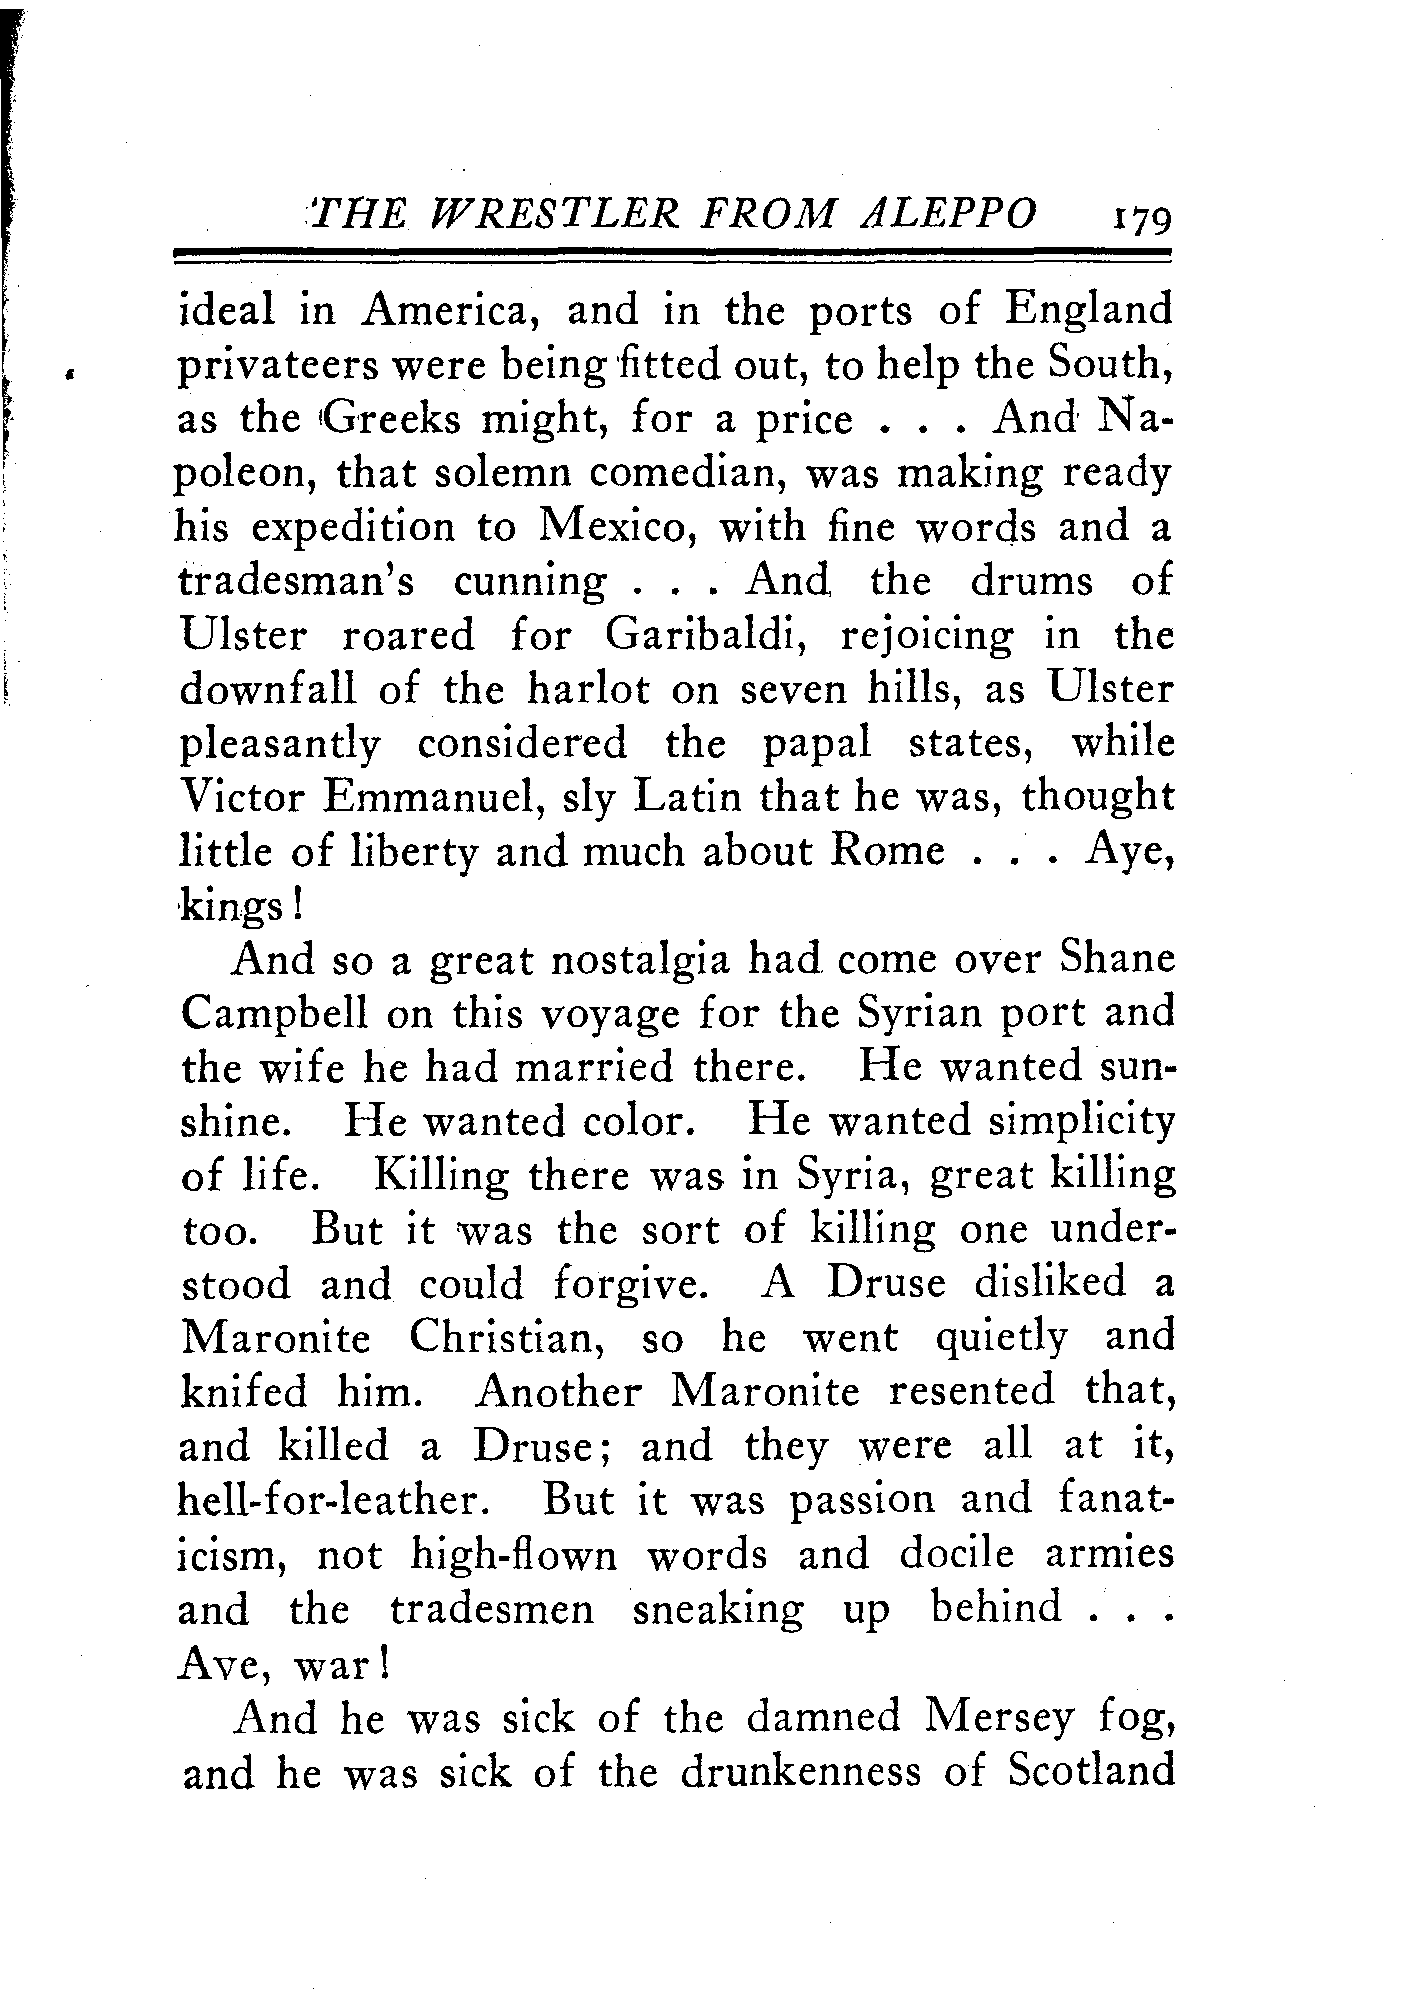 THE WRESTLER FROM ALEPPO 179
ideal in America, and in the ports of England
privateers were being fitted out, to help the South,
as the Greeks might, for a price . . . And Na-
poleon, that solemn comedian, was making ready
his expedition to Mexico, with fine words and a
tradesman's cunning . . . And the drums of
Ulster roared for Garibaldi, rejoicing in the
downfall of the harlot on seven hills, as Ulster
pleasantly considered the papal states, while
Victor Emmanuel, sly Latin that he was, thought
little of liberty and much about Rome . . . Aye,
kings!
And so a great nostalgia had come over Shane
Campbell on this voyage for the Syrian port and
the wife he had married there. He wanted sun-
shine. He wanted color. He wanted simplicity
of life. Killing there was in Syria, great killing
too. But it was the sort of killing one under-
stood and could forgive. A Druse disliked a
Maronite Christian, so he went quietly and
knifed him. Another Maronite resented that,
and killed a Druse; and they were all at it,
hell-for-leather. But it was passion and fanat-
icism, not high-flown words and docile armies
and the tradesmen sneaking up behind . . .
Ave, war!
And he was sick of the damned Mersey fog,
and he was sick of the drunkenness of Scotland